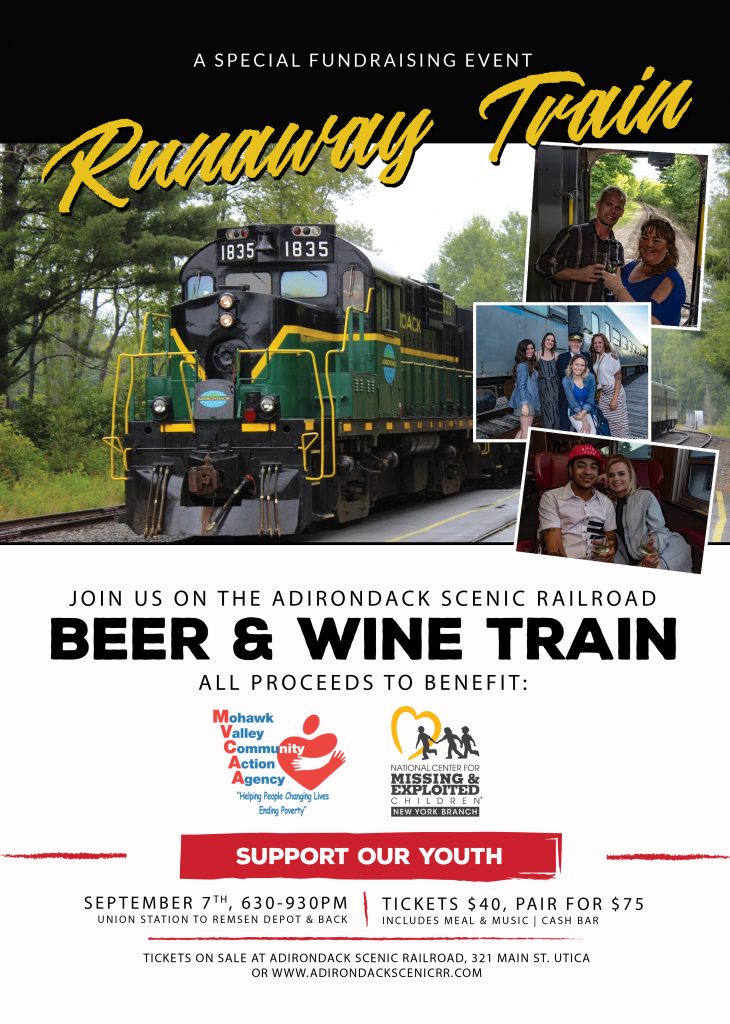 A SPECIAL FUNDRAISING EVENT
Runaway Train
1835 1835
DACK
JOIN US ON THE ADIRONDACK SCENIC RAILROAD
BEER & WINE TRAIN
ALL PROCEEDS TO BENEFIT:
Mohawk
Valley
Community
Action
Agency
"Helping People Changing Lives
Ending Poverty"
NATIONAL CENTER FOR
MISSING &
EXPLOITED
CHILDREN®
NEW YORK BRANCH
SUPPORT OUR YOUTH
SEPTEMBER 7TH, 630-930PM
UNION STATION TO REMSEN DEPOT & BACK
TICKETS $40, PAIR FOR $75
INCLUDES MEAL & MUSIC | CASH BAR
TICKETS ON SALE AT ADIRONDACK SCENIC RAILROAD, 321 MAIN ST. UTICA
OR WWW.ADIRONDACKSCENICRR.COM